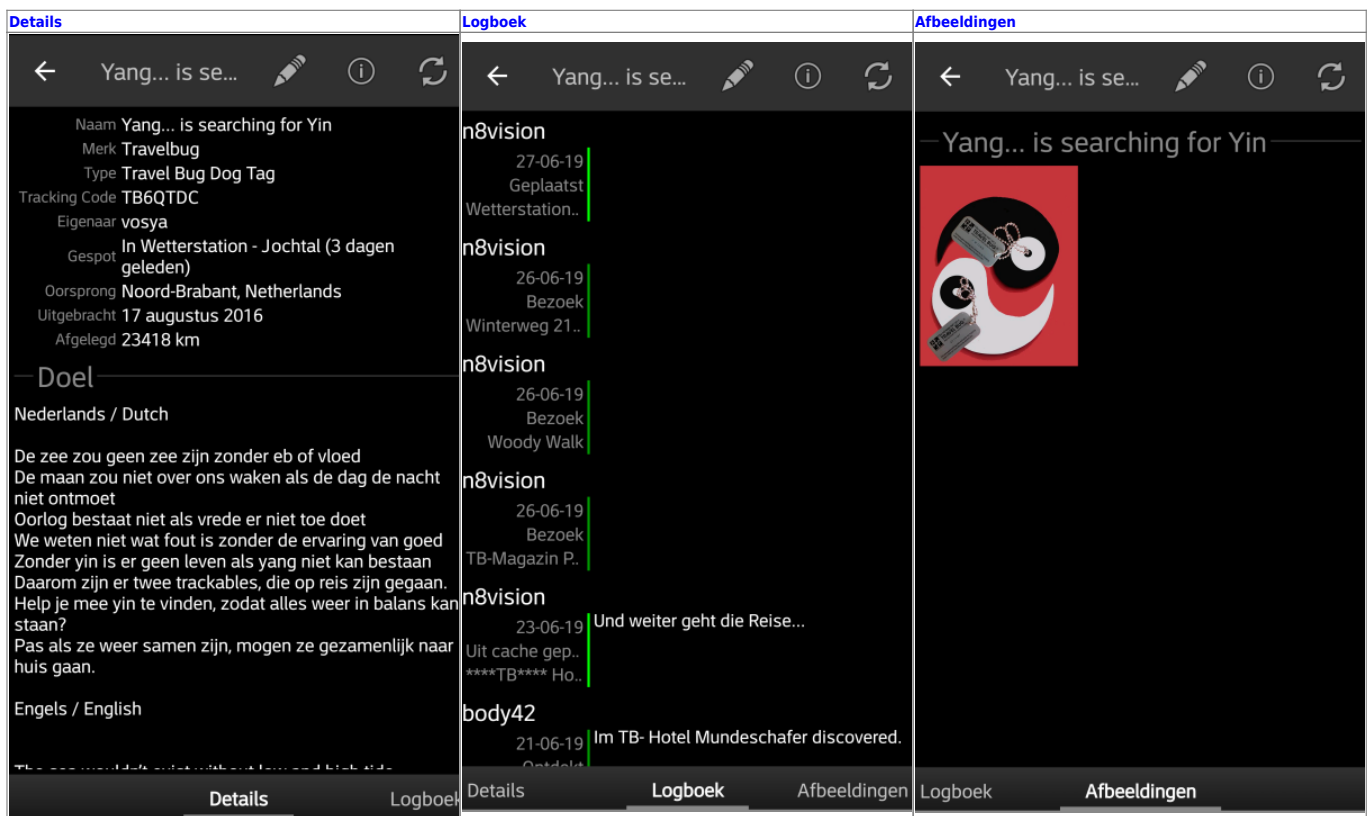 Details
Logboek
Afbeeldingen
Yang... is se...
Naam Yang... is searching for Yin
Merk Travelbug
Type Travel Bug Dog Tag
Tracking Code TB6QTDC
Eigenaar vosya
Gespot In Wetterstation - Jochtal (3 dagen
geleden)
Oorsprong Noord-Brabant, Netherlands
Uitgebracht 17 augustus 2016
Afgelegd 23418 km
Doel
Nederlands / Dutch
De zee zou geen zee zijn zonder eb of vloed
De maan zou niet over ons waken als de dag de nacht
niet ontmoet
Oorlog bestaat niet als vrede er niet toe doet
We weten niet wat fout is zonder de ervaring van goed
Zonder yin is er geen leven als yang niet kan bestaan
Daarom zijn er twee trackables, die op reis zijn gegaan.
Help je mee yin te vinden, zodat alles weer in balans kan
staan?
Pas als ze weer samen zijn, mogen ze gezamenlijk naar
huis gaan.
Engels / English
The sea wouldn't exist without low and high tide
Details
Logboek
Yang... is se...
n8vision
27-06-19
Geplaatst
Wetterstation..
n8vision
26-06-19
Bezoek
Winterweg 21..
n8vision
26-06-19
Bezoek
Woody Walk
n8vision
26-06-19
Bezoek
TB-Magazin P..
n8vision
23-06-19 Und weiter geht die Reise...
Uit cache gep..
****TB**** Ho..
body42
21-06-19 Im TB- Hotel Mundeschafer discovered.
Ontdekt
Details
Logboek
Afbeeldingen
Yang... is se...
Yang... is searching for Yin
Logboek
Afbeeldingen